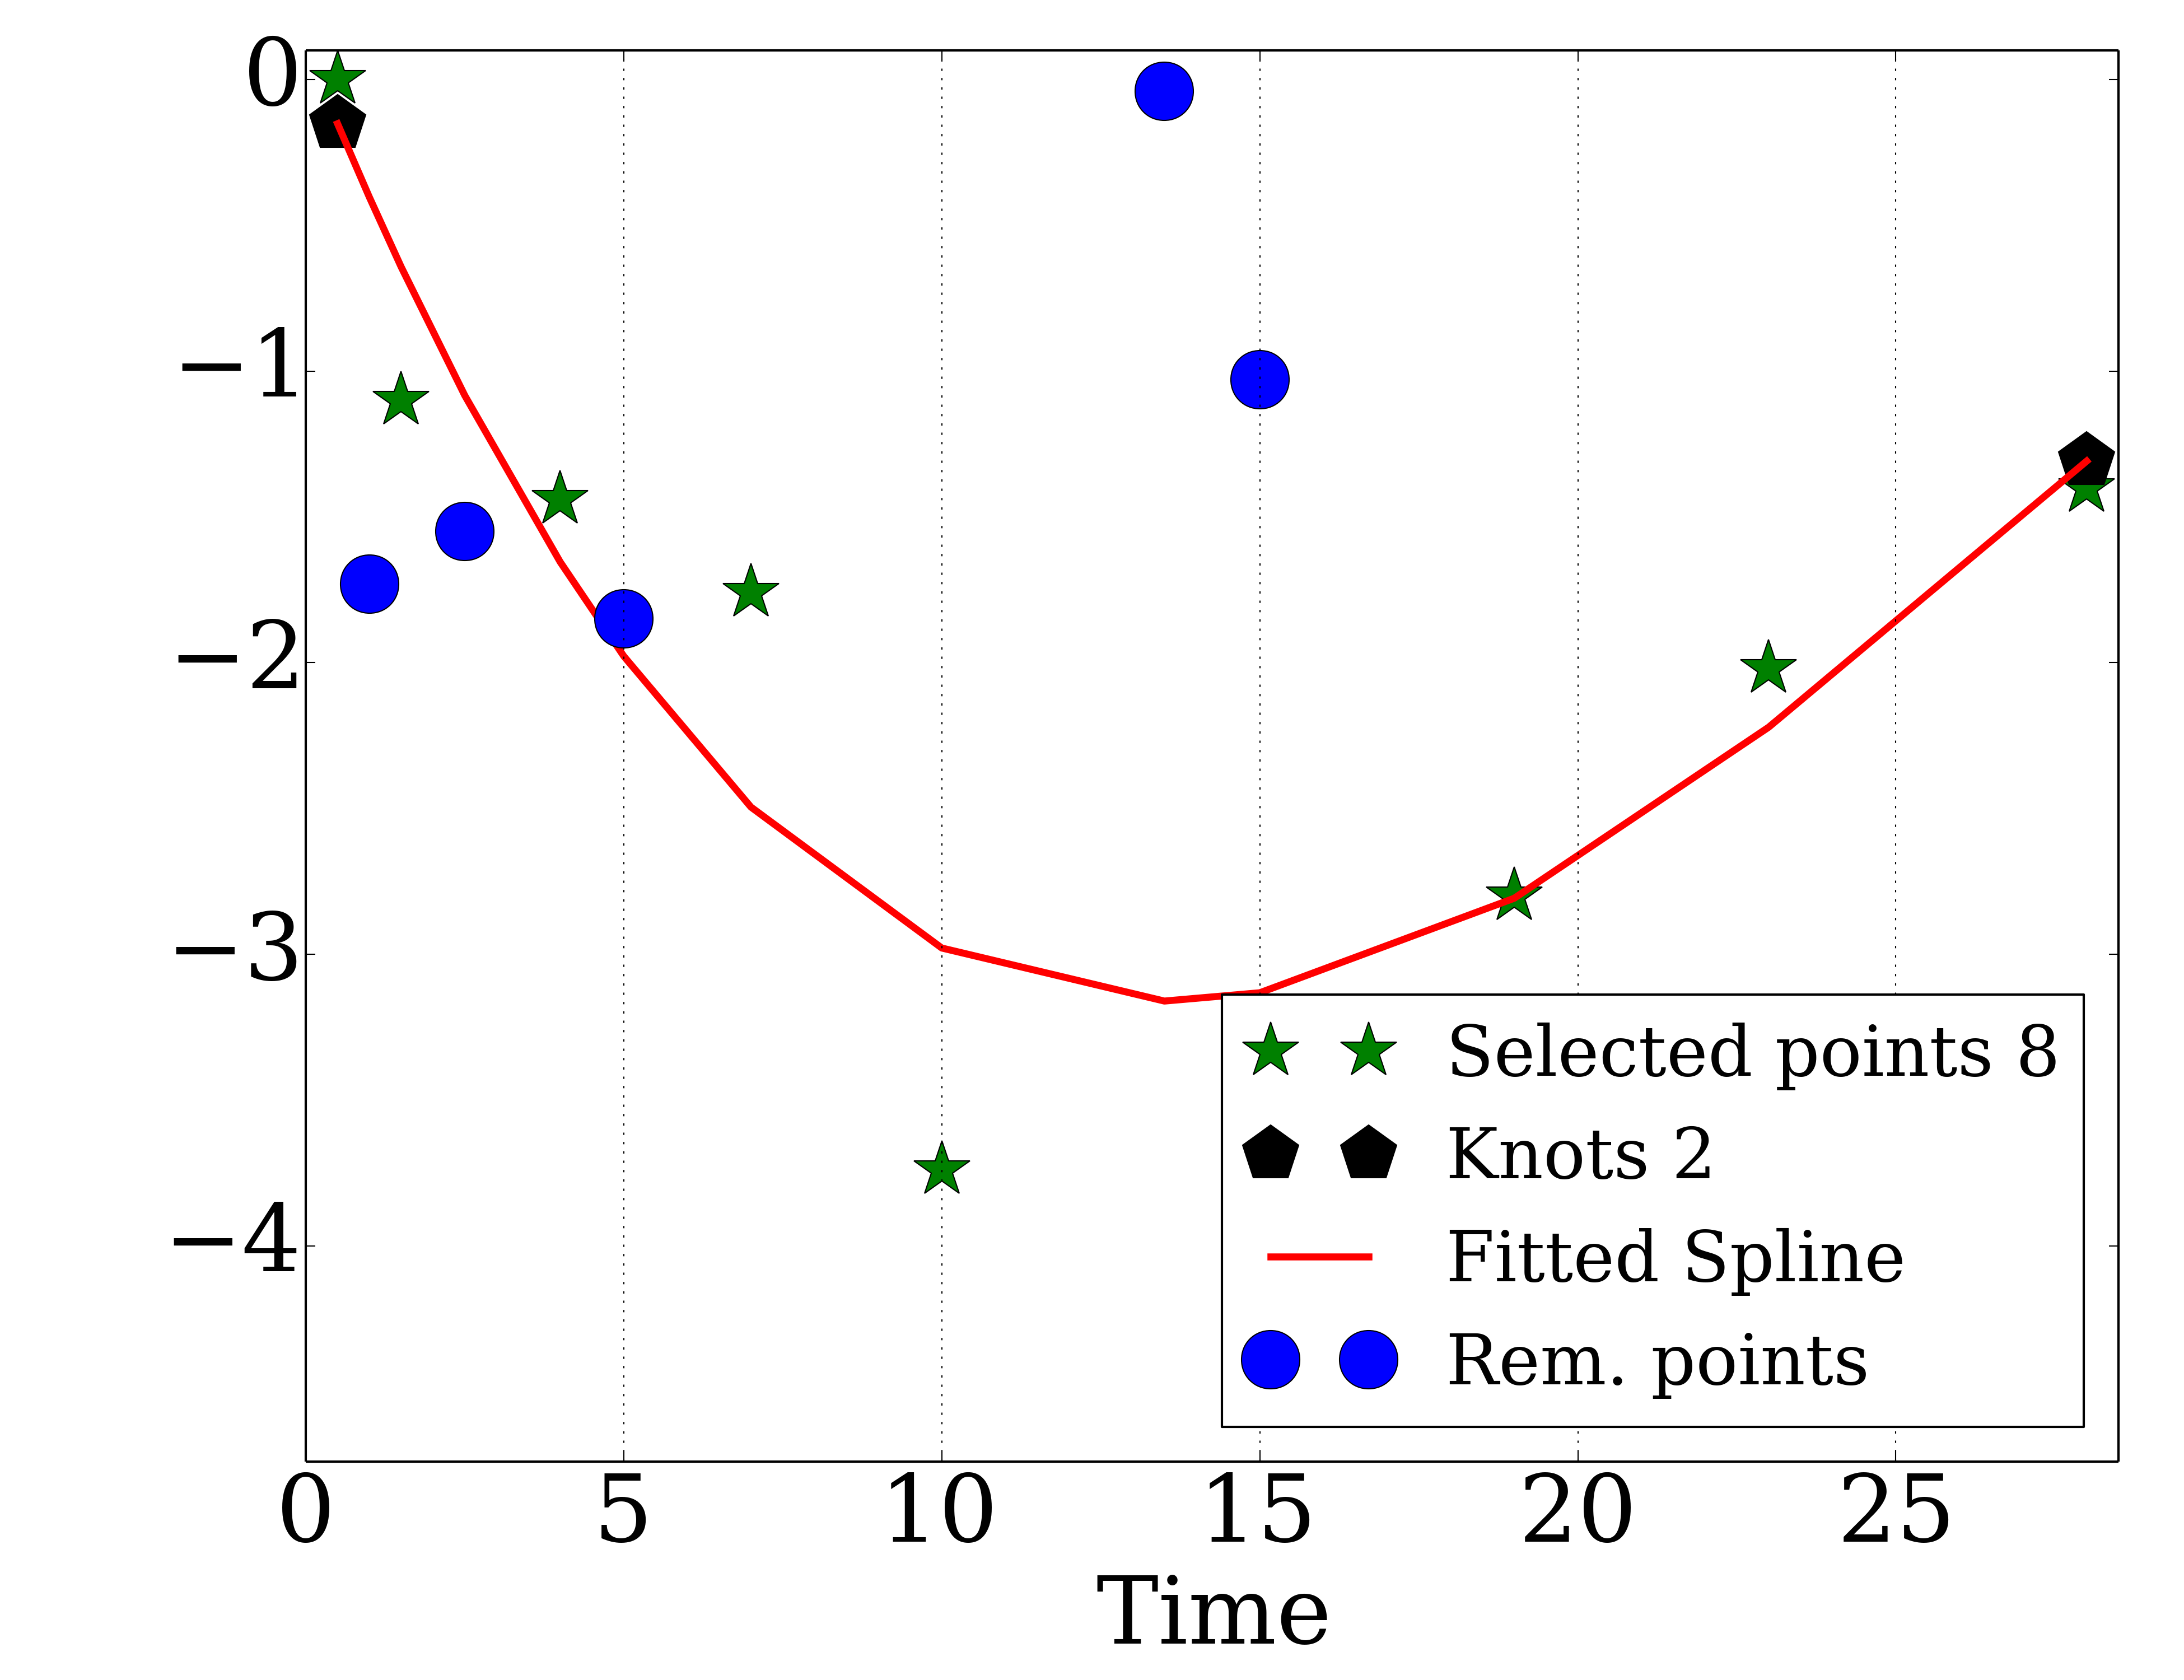 0
−1
−2
−3
−4
0 5 10 15 20 25
Time
Selected points 8
Knots 2
Fitted Spline
Rem. points